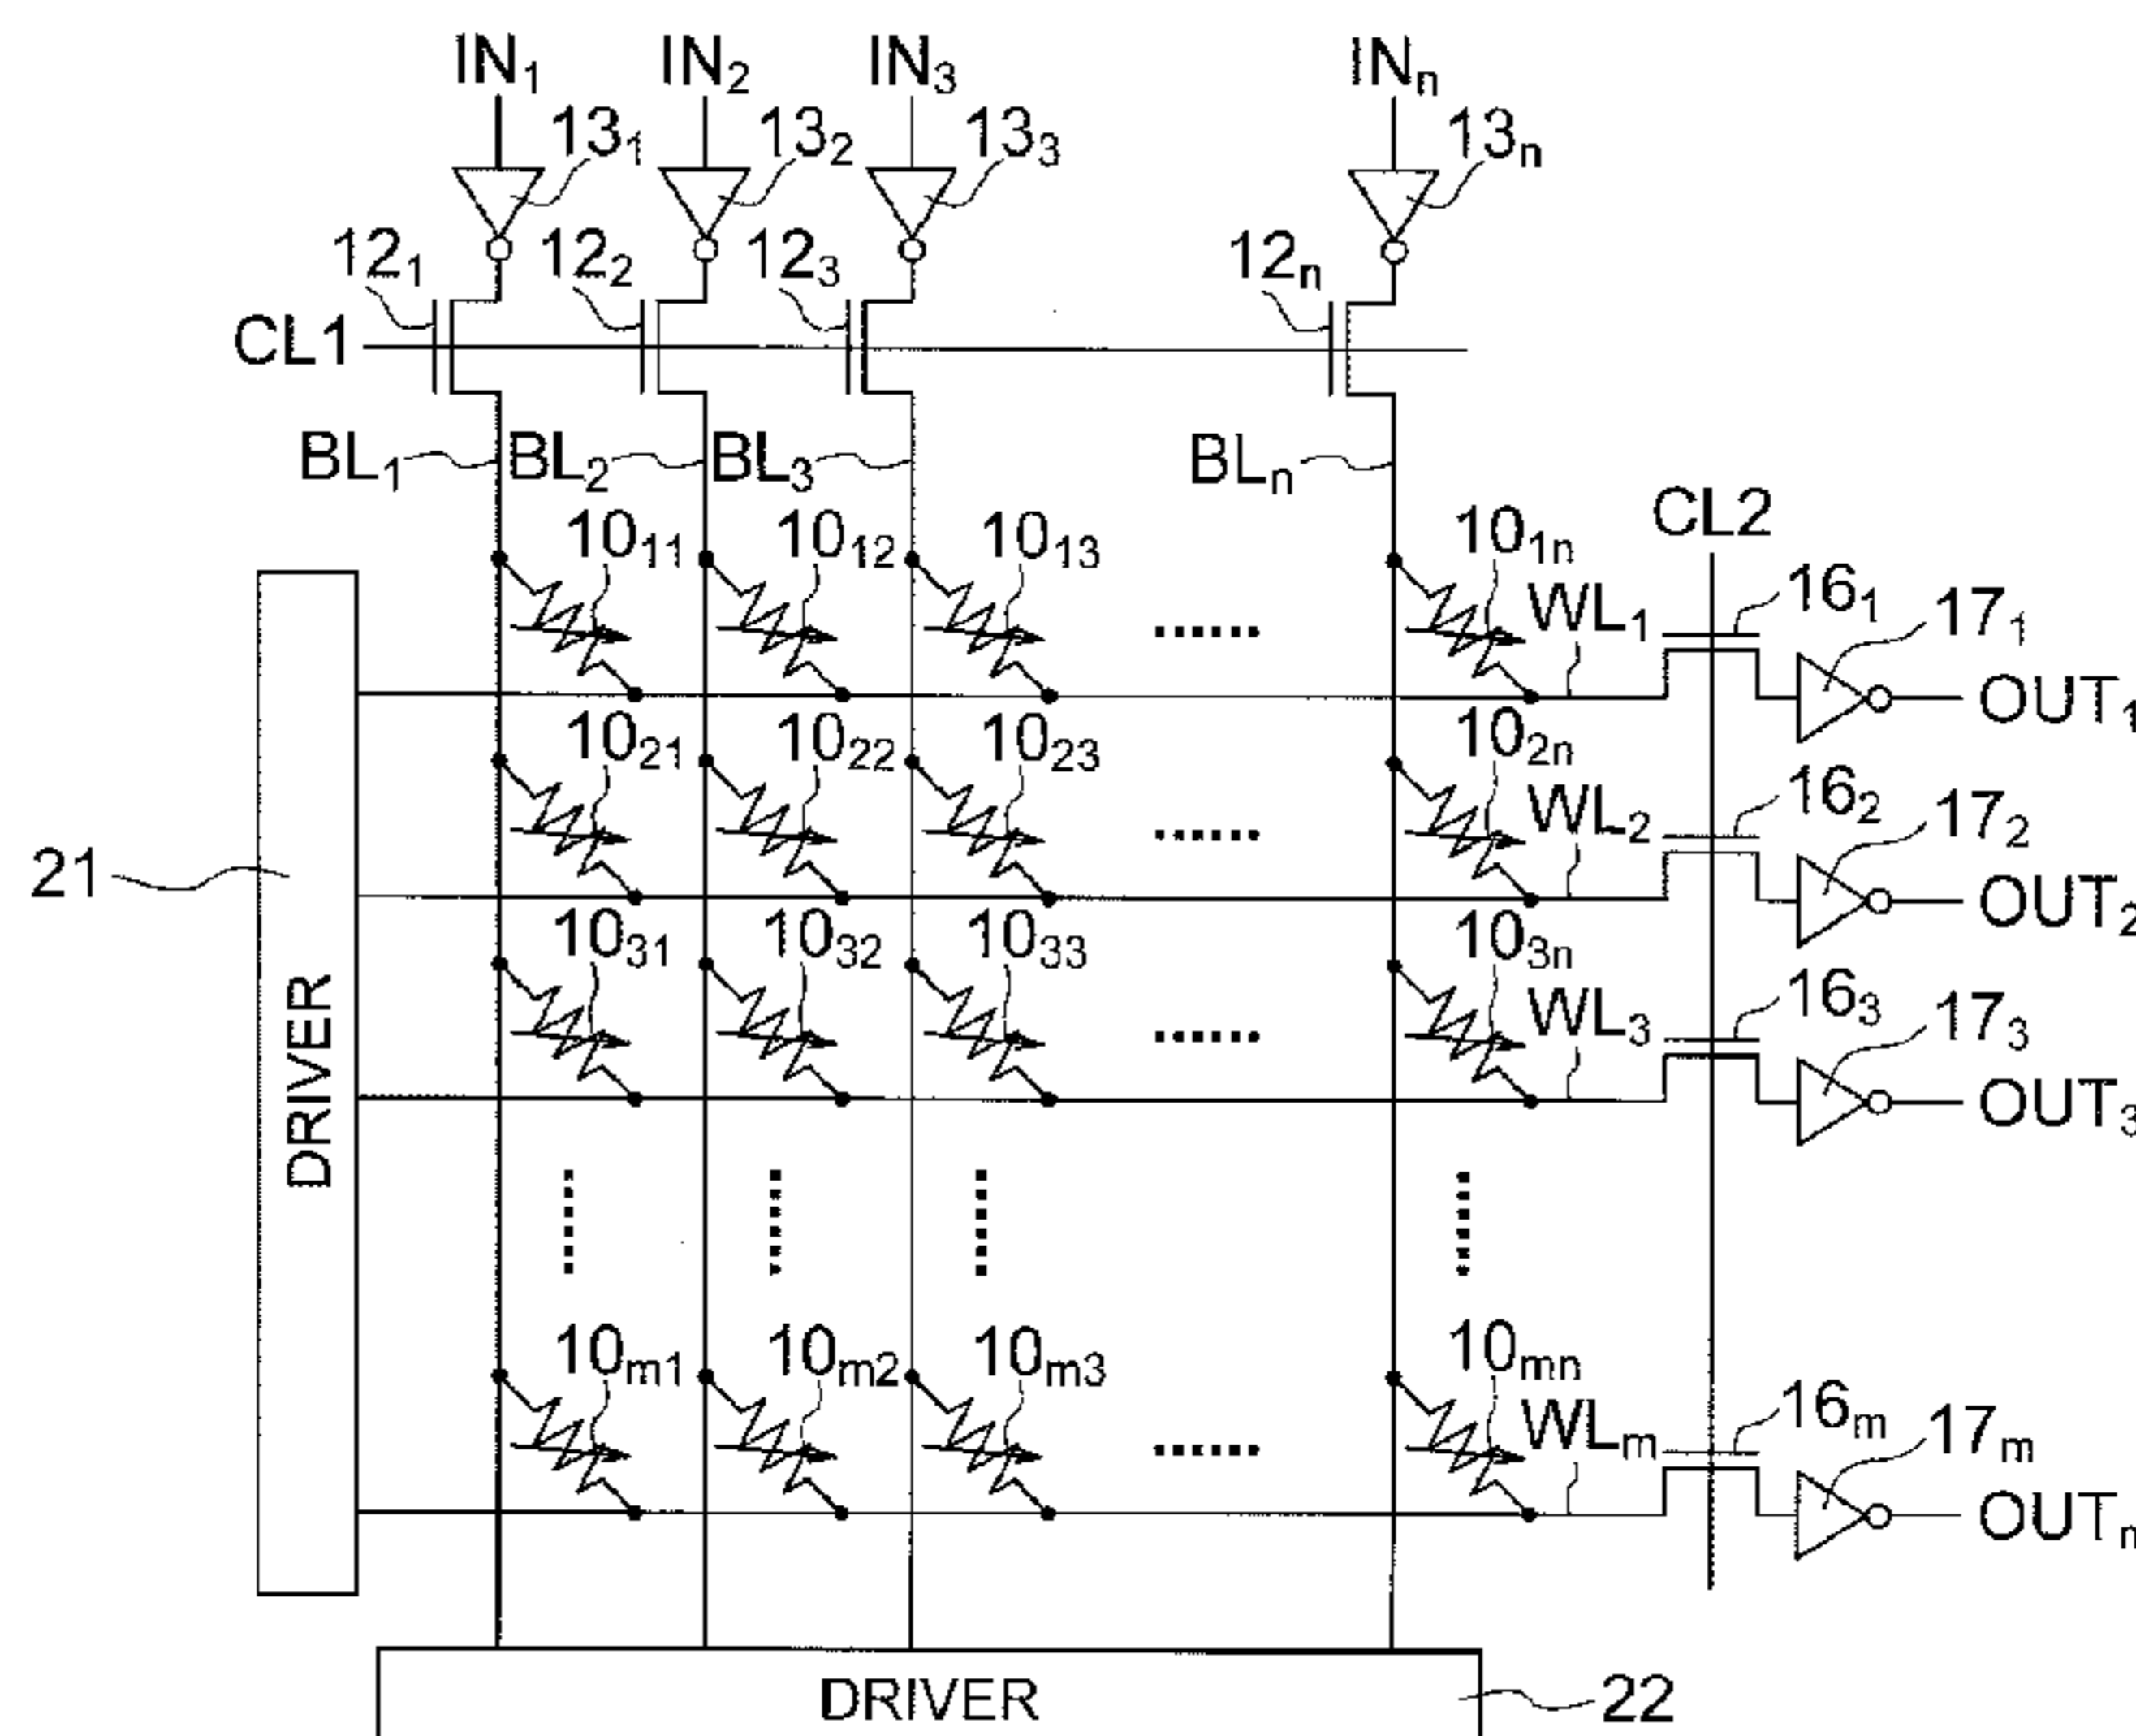 IN₁ IN₂ IN₃ INₙ
13₁ 13₂ 13₃ 13ₙ
12₁ 12₂ 12₃ 12ₙ
CL1
BL₁ BL₂ BL₃ BLₙ
CL2
10₁₁ 10₁₂ 10₁₃ 10₁ₙ
WL₁ 16₁ 17₁
OUT₁
10₂₁ 10₂₂ 10₂₃ 10₂ₙ
WL₂ 16₂ 17₂
21
OUT₂
10₃₁ 10₃₂ 10₃₃ 10₃ₙ
WL₃ 16₃ 17₃
DRIVER
OUT₃
10ₘ₁ 10ₘ₂ 10ₘ₃ 10ₘₙ
WLₘ 16ₘ 17ₘ
OUT
DRIVER
22